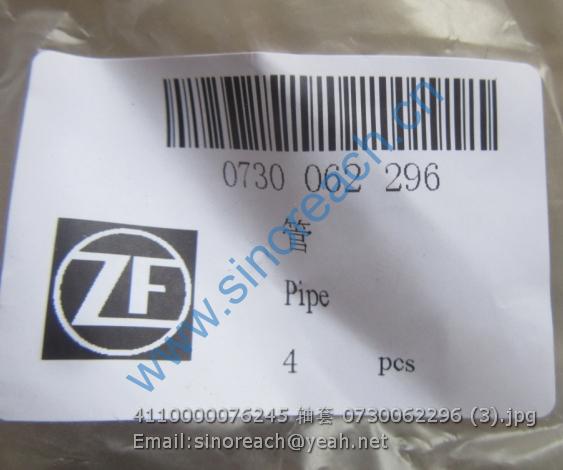 0730 062 296
管
Pipe
ZF
4 pcs
www.sinoreach.cn
4110000076245 轴套 0730062296 (3).jpg
Email:sinoreach@yeah.net